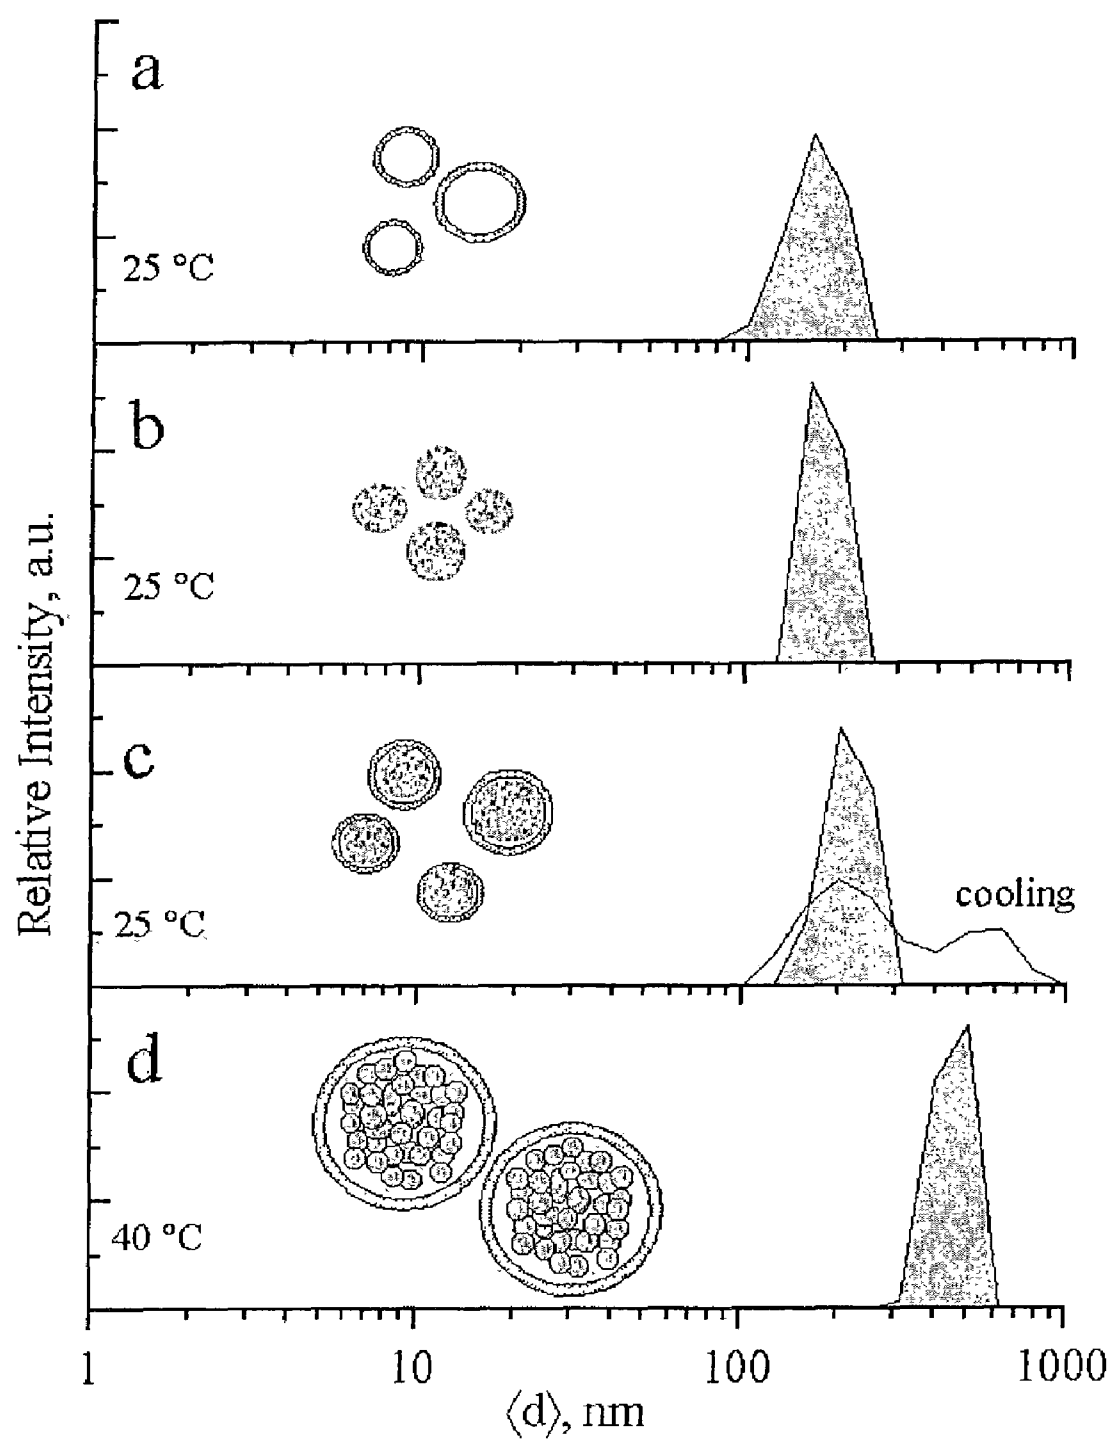 a
25 °C
b
25 °C
c
cooling
25 °C
d
40 °C
1 10 100 1000
⟨d⟩, nm
Relative Intensity, a.u.